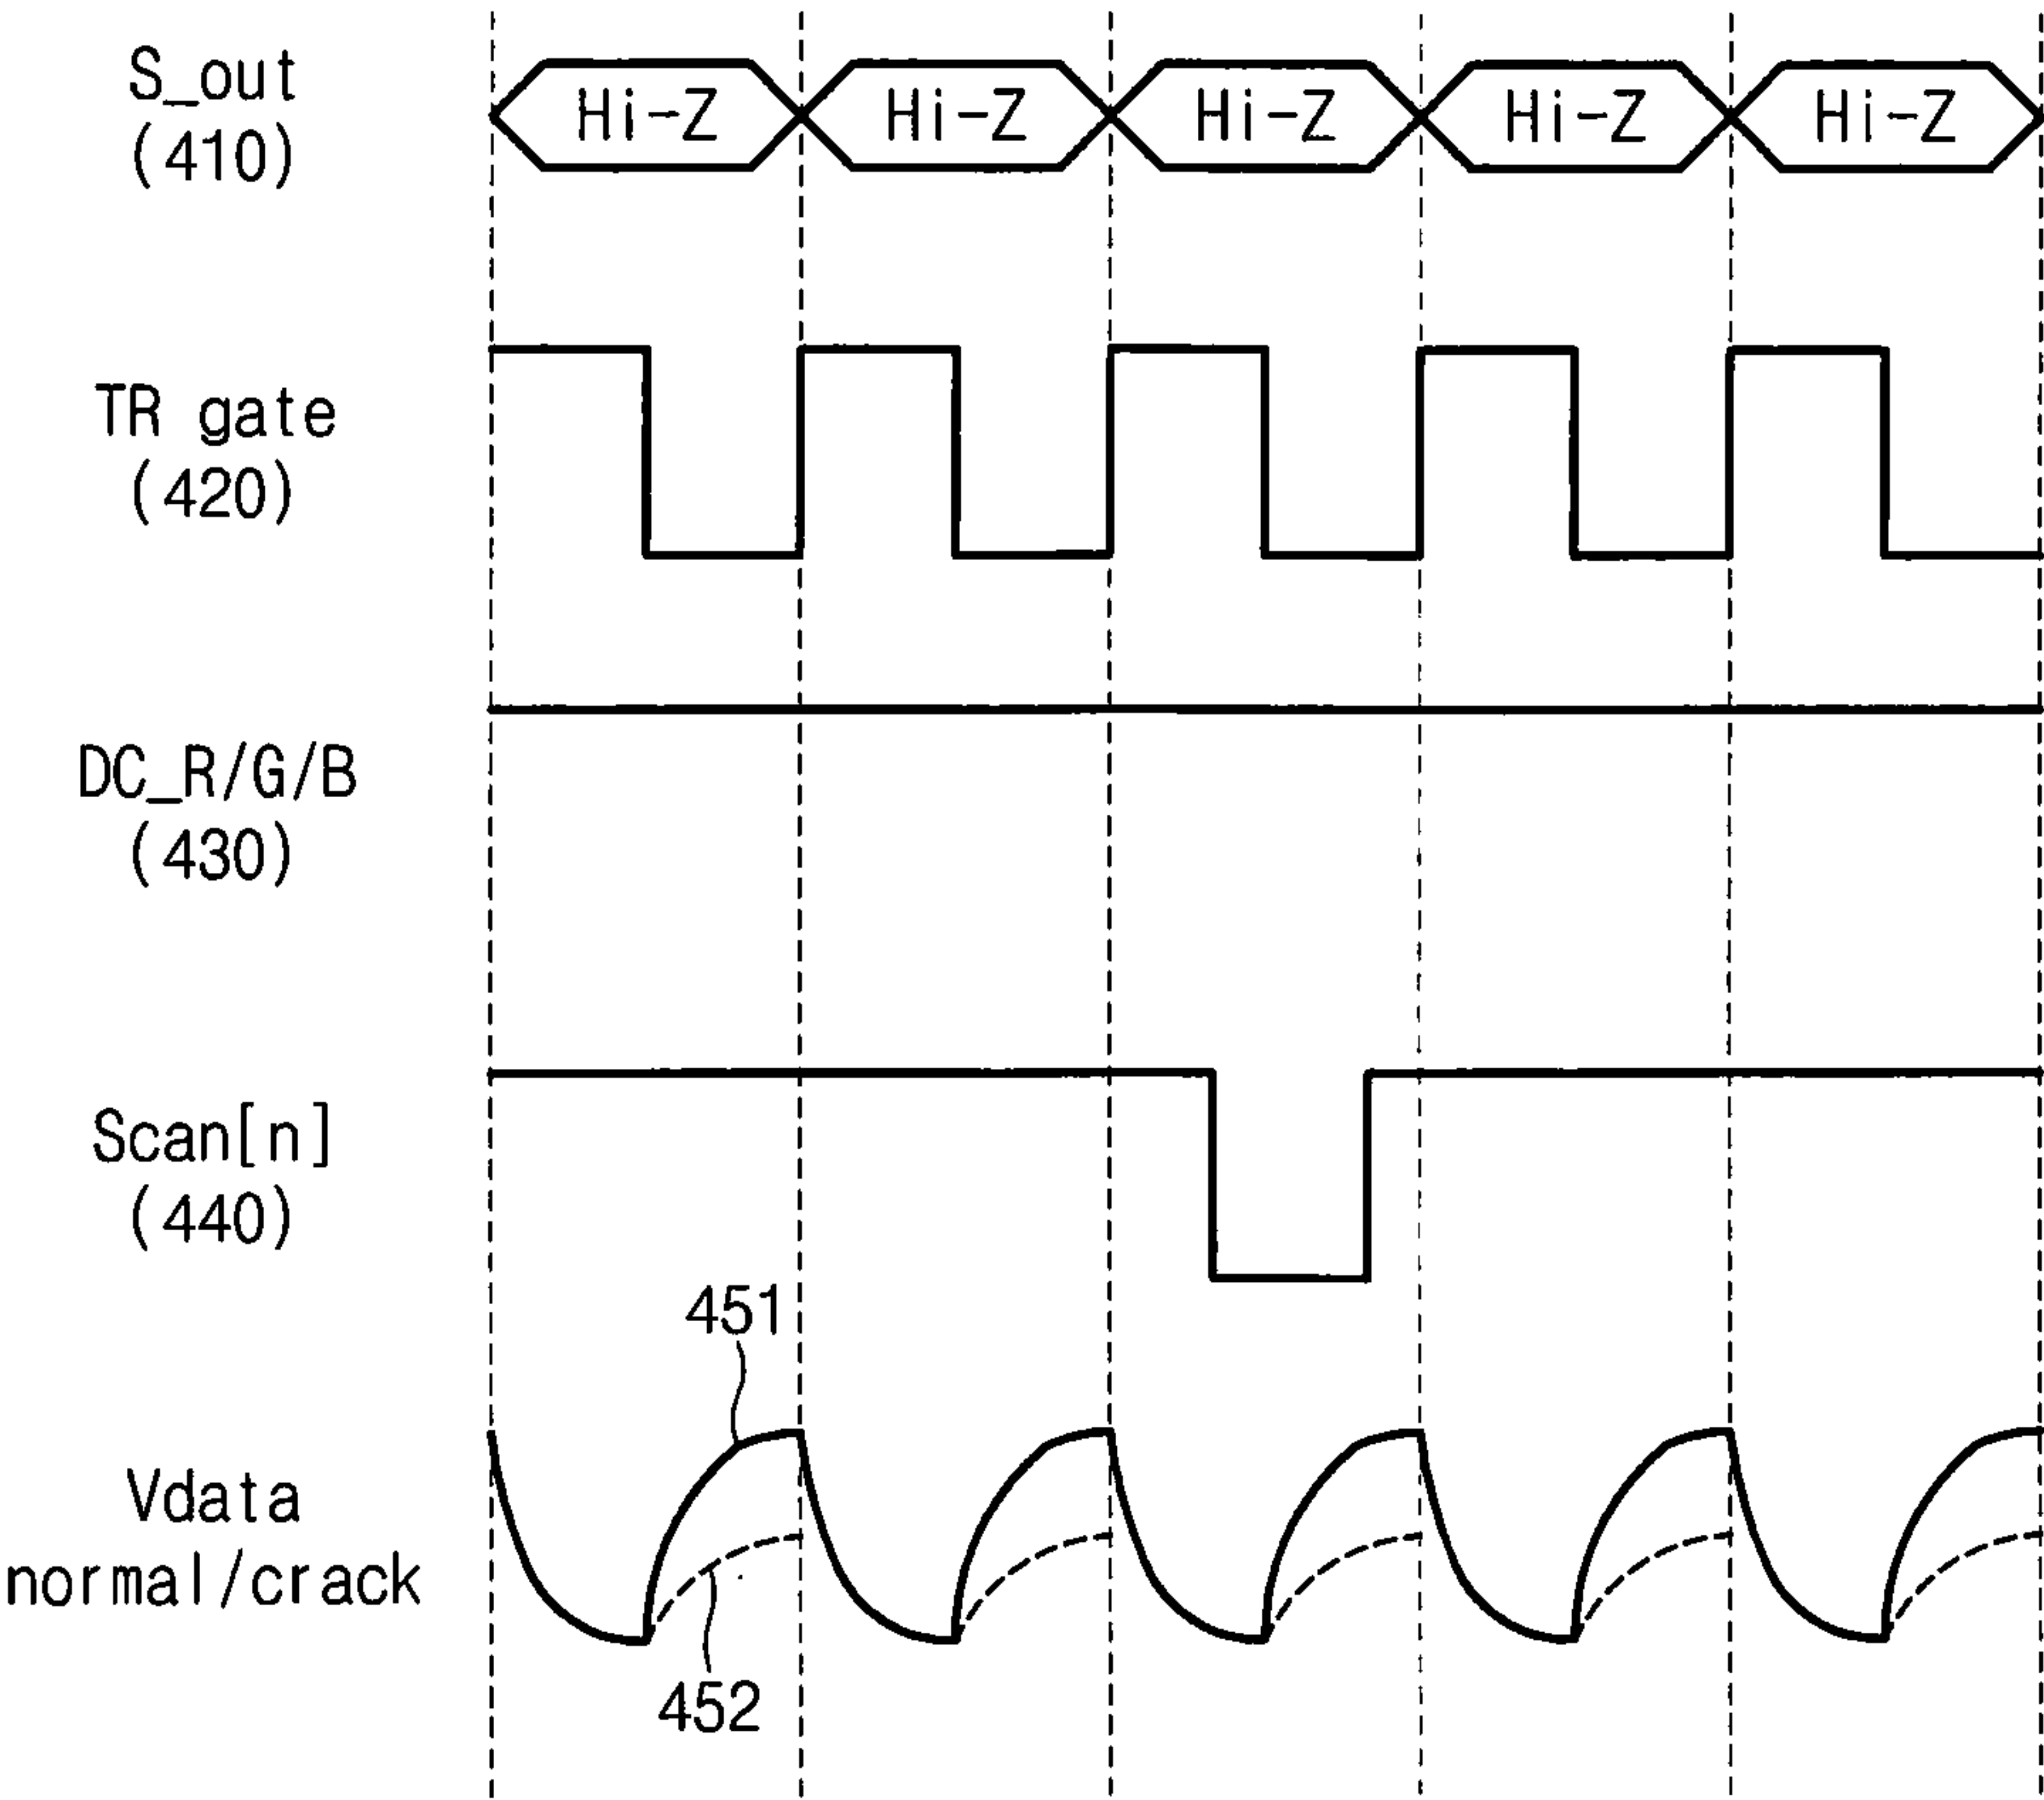 S_out
(410)
Hi-Z Hi-Z Hi-Z Hi-Z Hi-Z
TR gate
(420)
DC_R/G/B
(430)
Scan[n]
(440)
451
Vdata
normal/crack
452